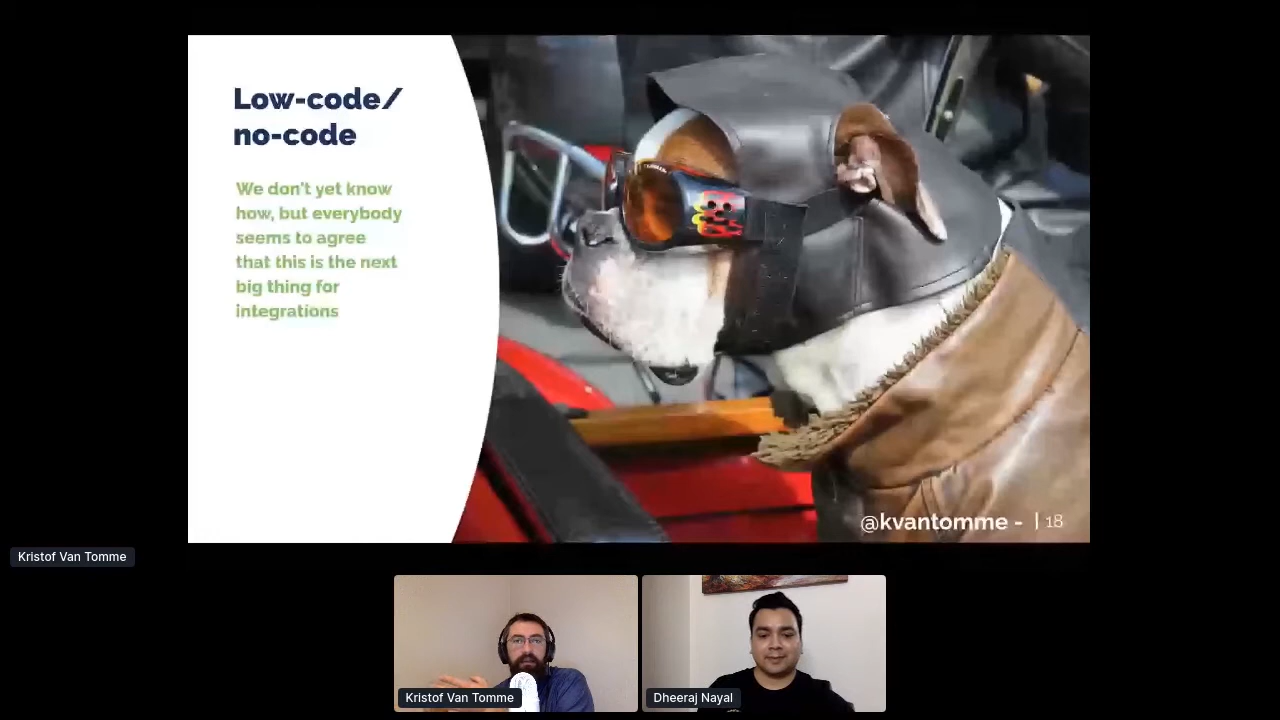 Low-code/
no-code
We don't yet know
how, but everybody
seems to agree
that this is the next
big thing for
integrations
@kvantomme - | 18
Kristof Van Tomme
Kristof Van Tomme
Dheeraj Nayal